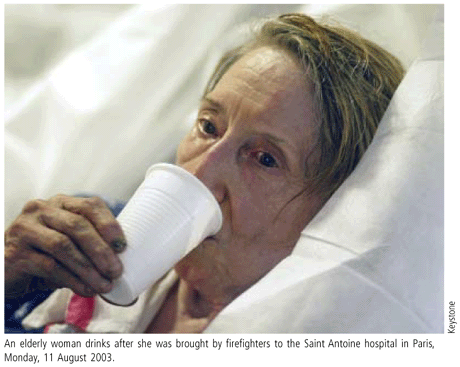 Keystone
An elderly woman drinks after she was brought by firefighters to the Saint Antoine hospital in Paris,
Monday, 11 August 2003.